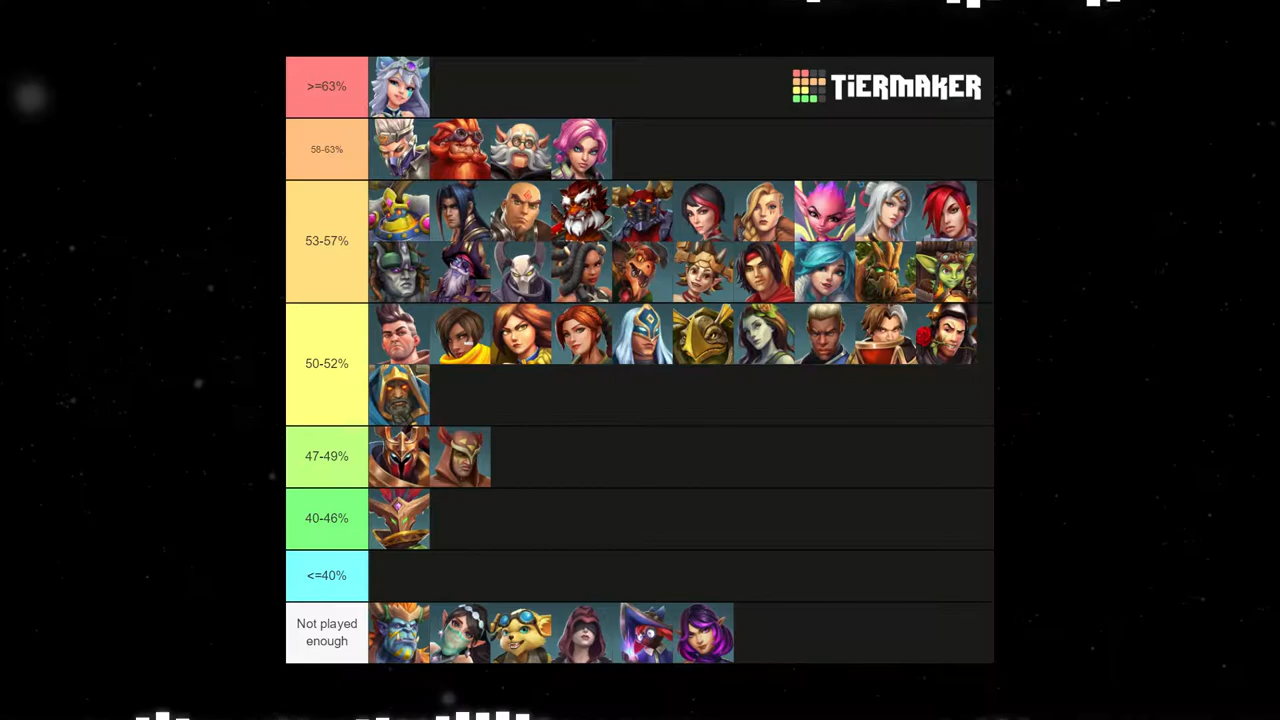 >=63%
TiERMAKER
58-63%
53-57%
50-52%
47-49%
40-46%
<=40%
Not played
enough